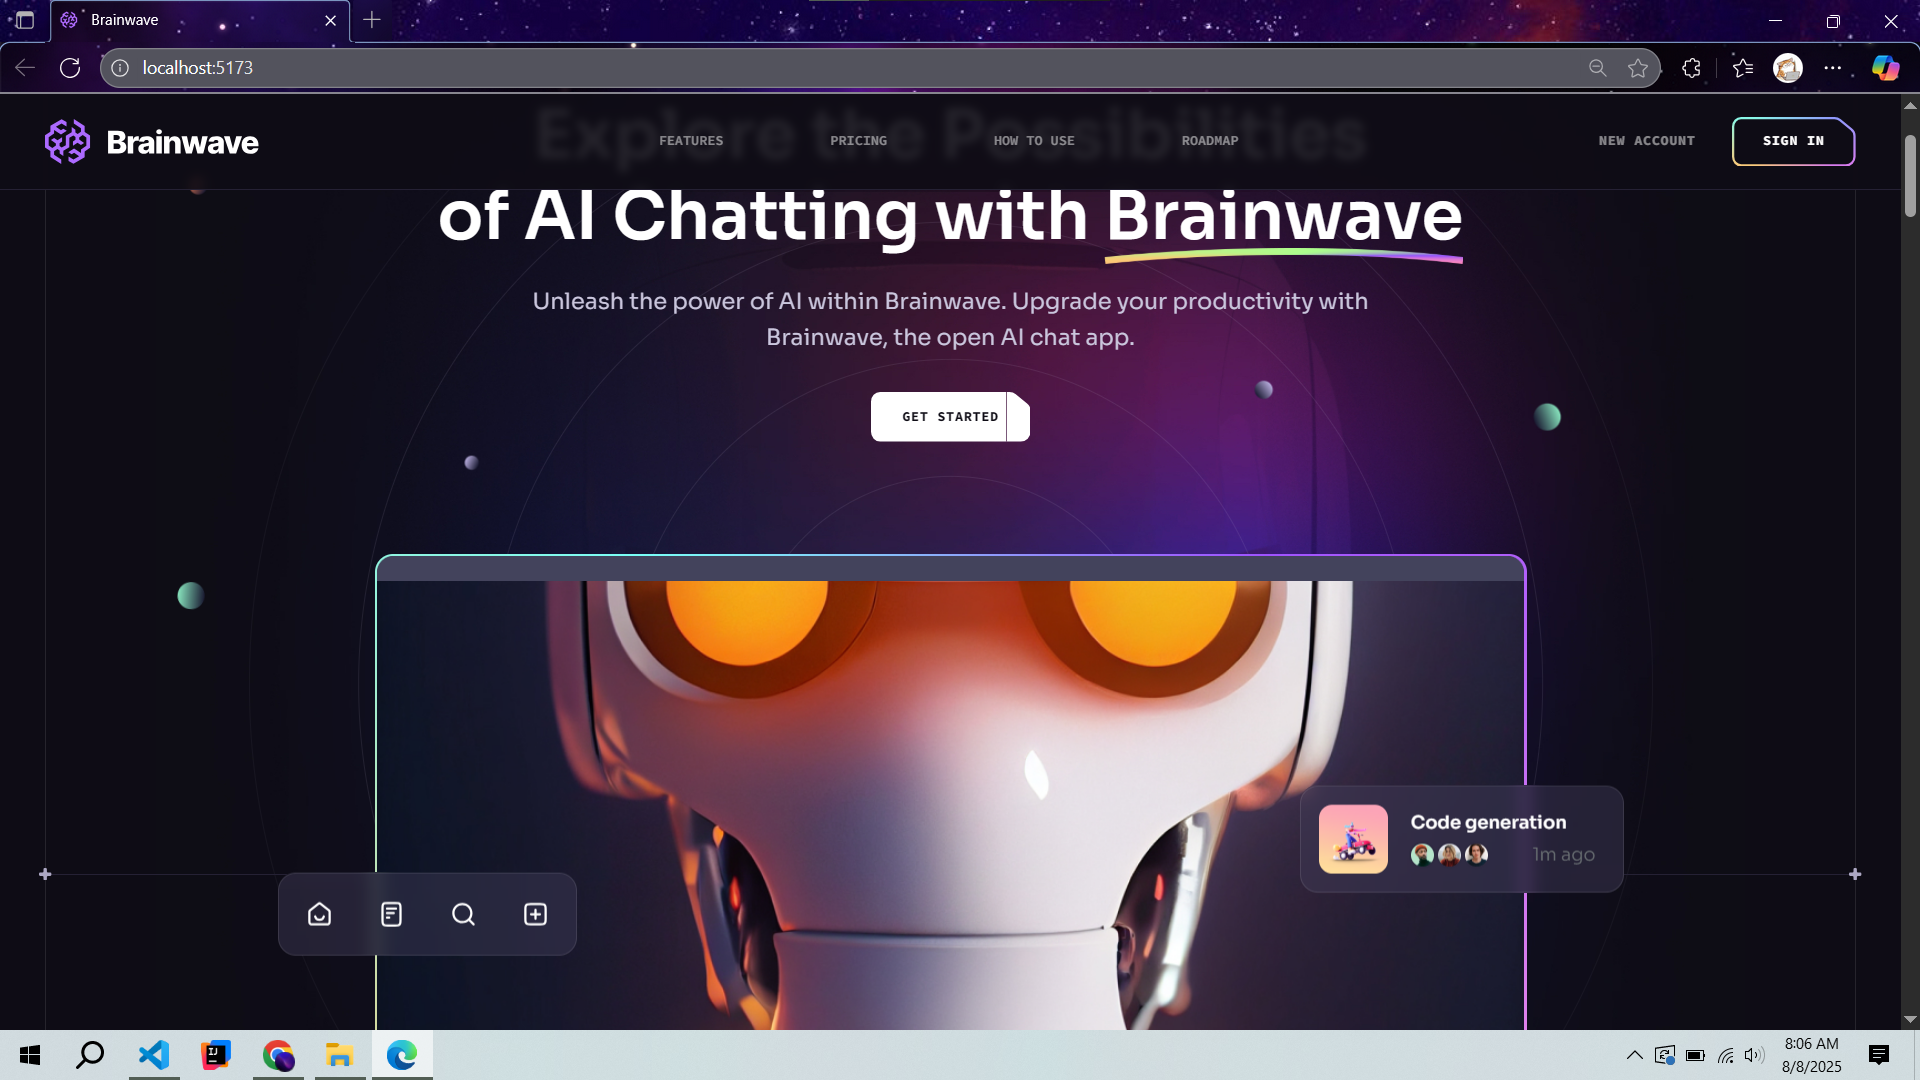 Brainwave
localhost:5173
Brainwave
FEATURES
PRICING
HOW TO USE
ROADMAP
NEW ACCOUNT
SIGN IN
Explore the Possibilities
of AI Chatting with Brainwave
Unleash the power of AI within Brainwave. Upgrade your productivity with
Brainwave, the open AI chat app.
GET STARTED
Code generation
1m ago
IJ
8:06 AM
8/8/2025